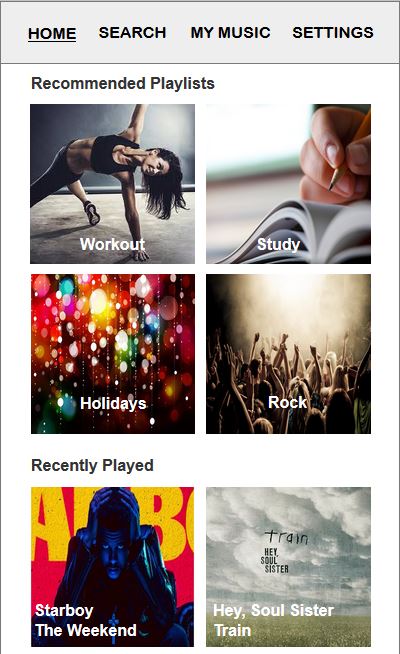 HOME SEARCH MY MUSIC SETTINGS
Recommended Playlists
Workout
Study
Holidays
Rock
Recently Played
Starboy
The Weekend
train
HEY,
SOUL
SISTER
Hey, Soul Sister
Train